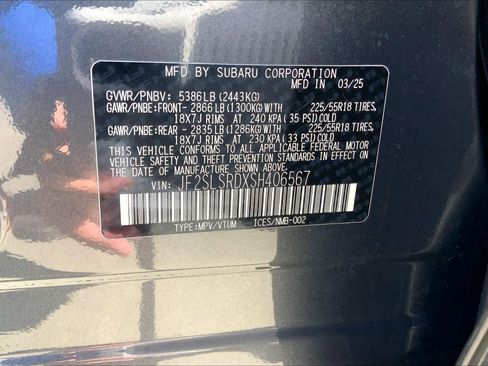 MFD BY SUBARU CORPORATION
MADE IN JAPAN 03/25
GVWR/PNBV: 5386LB(2443KG)
GAWR/PNBE:FRONT- 2866LB(1300KG)WITH 225/55R18 TIRES,
18X7J RIMS,AT 240 KPA( 35 PSI)COLD
GAWR/PNBE:REAR - 2835LB(1286KG)WITH 225/55R18 TIRES,
18X7J RIMS,AT 230 KPA( 33 PSI)COLD
THIS VEHICLE CONFORMS TO ALL APPLICABLE FEDERAL MOTOR
VEHICLE SAFETY AND THEFT PREVENTION STANDARDS IN EFFECT ON
THE DATE OF MANUFACTURE SHOWN ABOVE.
VIN: JF2SLSRDXSH406567
TYPE:MPV/VTUM ICES/NMB-002